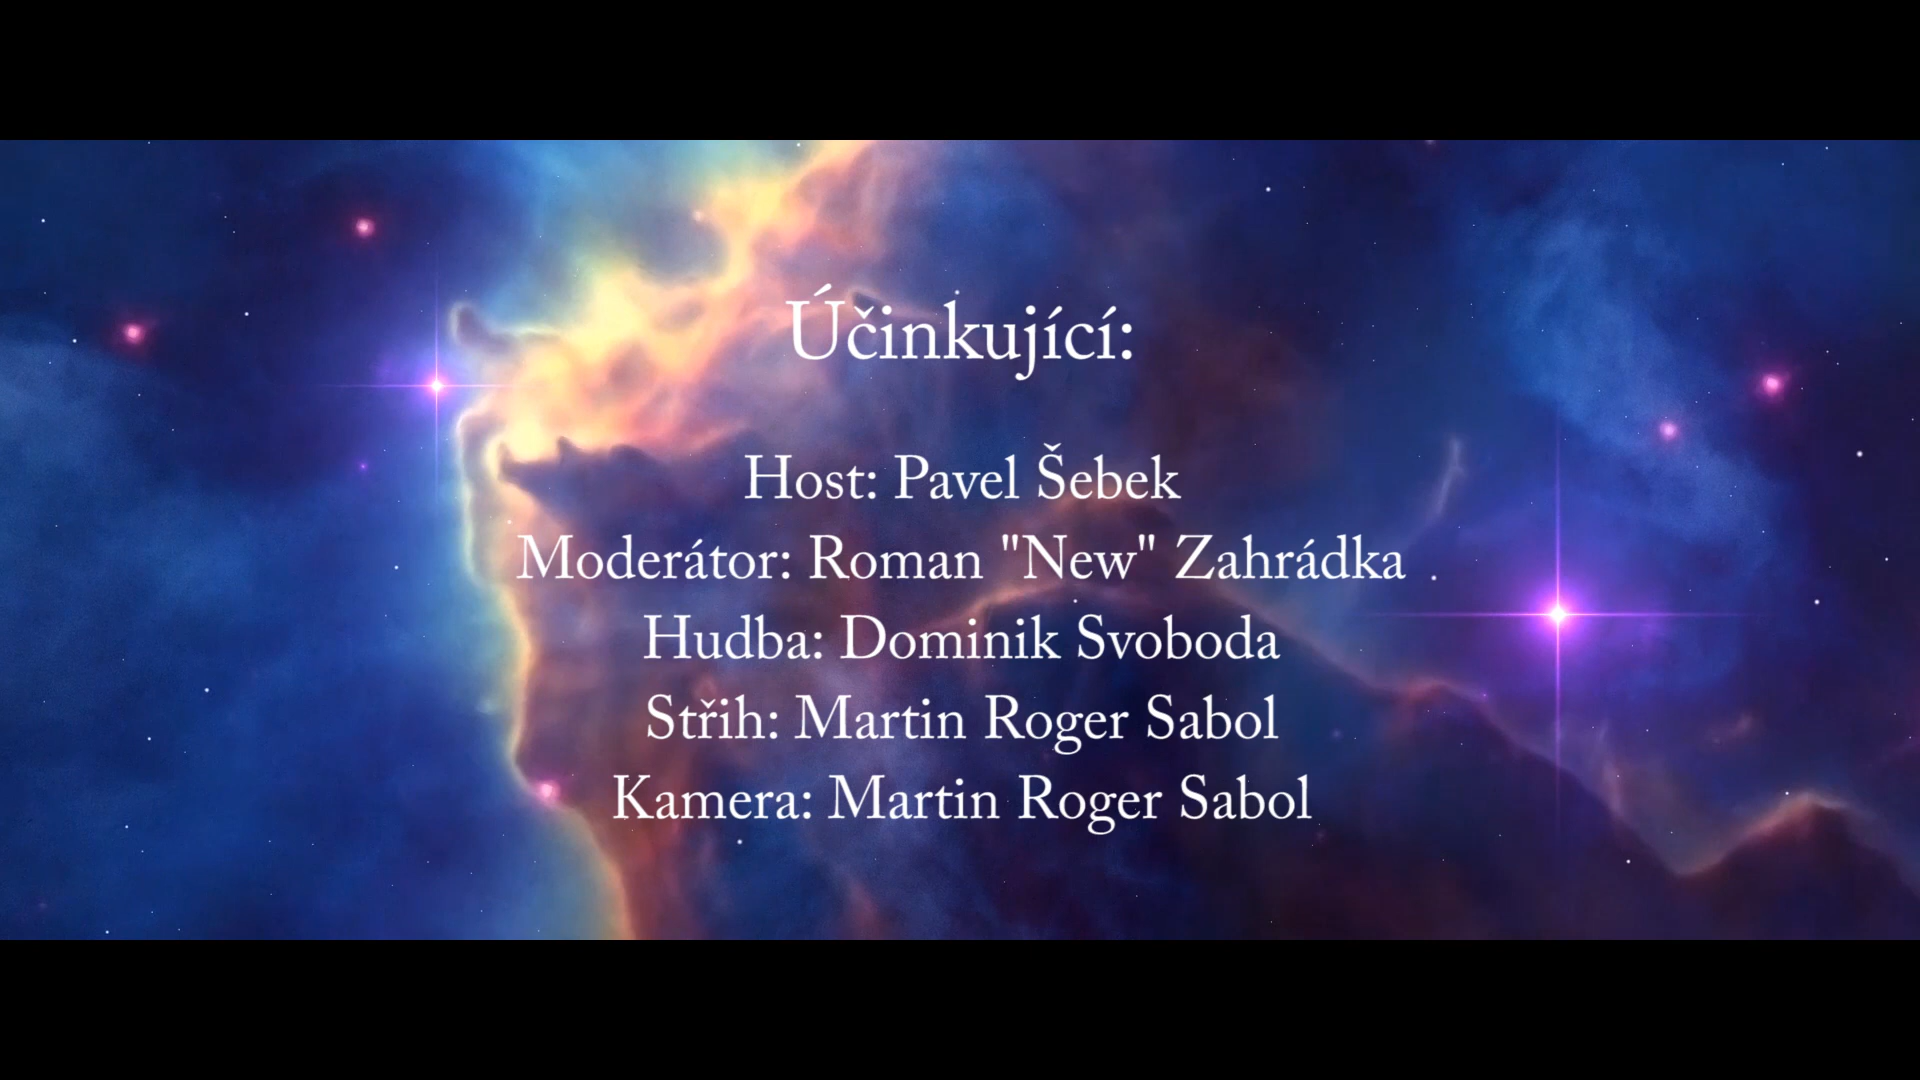 Účinkující:
Host: Pavel Šebek
Moderátor: Roman "New" Zahrádka
Hudba: Dominik Svoboda
Střih: Martin Roger Sabol
Kamera: Martin Roger Sabol